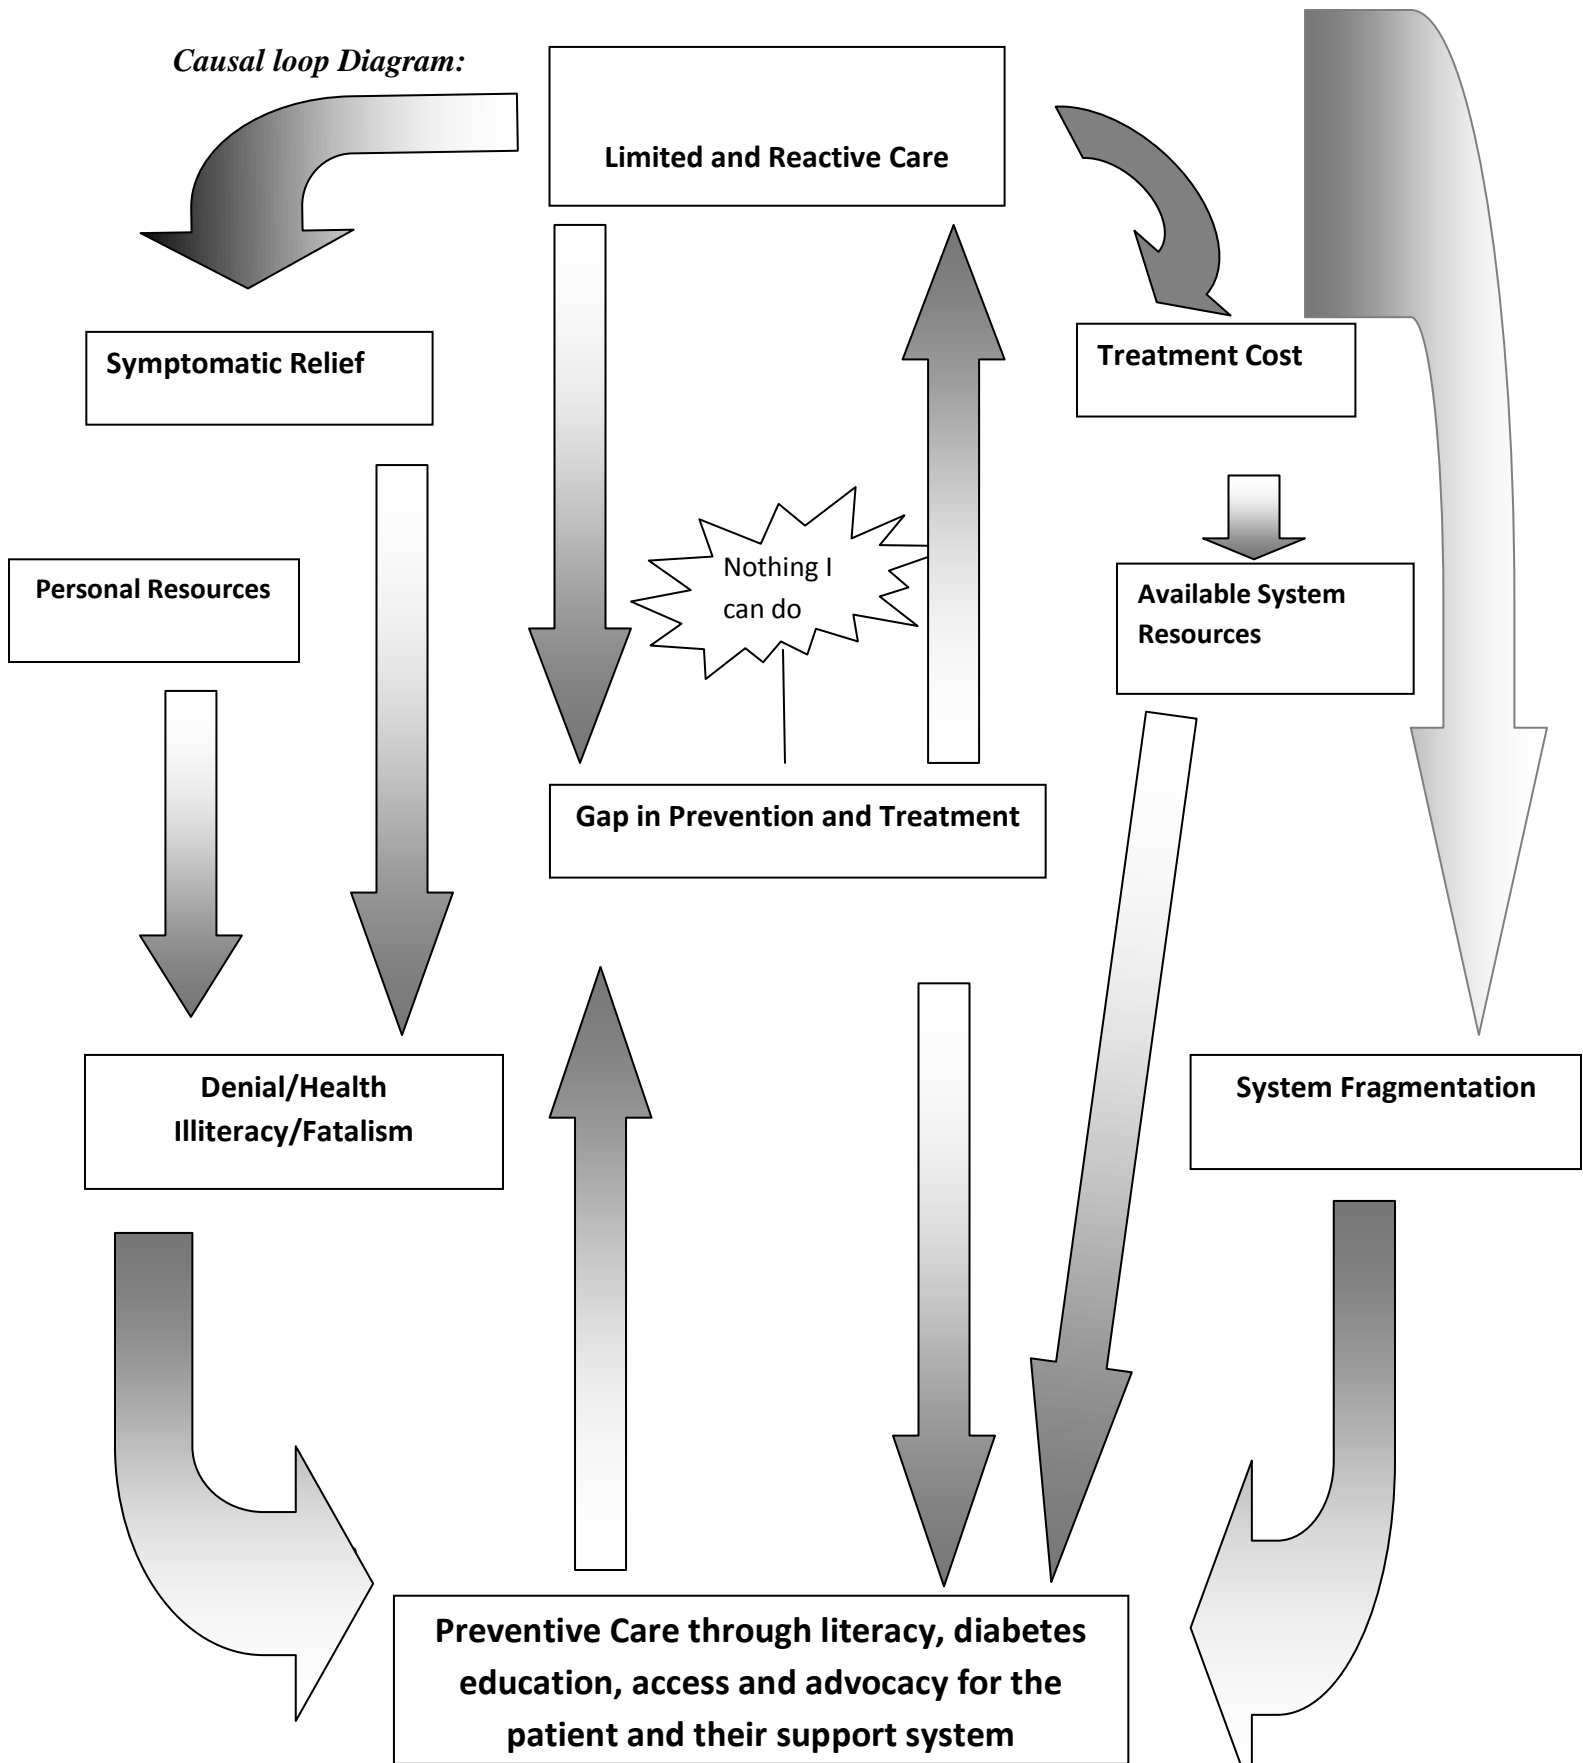 Causal loop Diagram:
Limited and Reactive Care
Symptomatic Relief
Treatment Cost
Nothing I
can do
Personal Resources
Available System
Resources
Gap in Prevention and Treatment
Denial/Health
Illiteracy/Fatalism
System Fragmentation
Preventive Care through literacy, diabetes
education, access and advocacy for the
patient and their support system